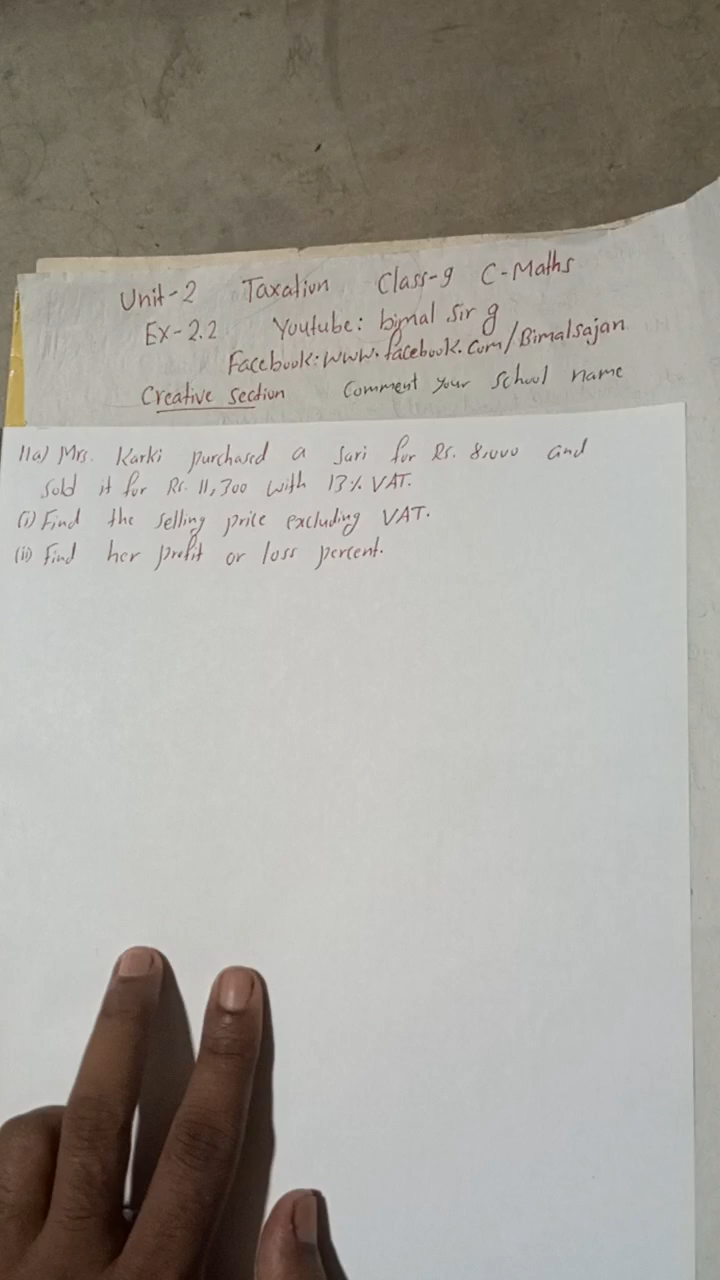 Unit-2 Taxation Class-9 C-Maths
Ex-2.2 Youtube: bimal sir g
Facebook: www.facebook.com/Bimalsajan
Creative section Comment your school name
11a) Mrs. Karki purchased a Sari for Rs. 8,000 and
sold it for Rs. 11,300 with 13% VAT.
(i) Find the selling price excluding VAT.
(ii) Find her profit or loss percent.